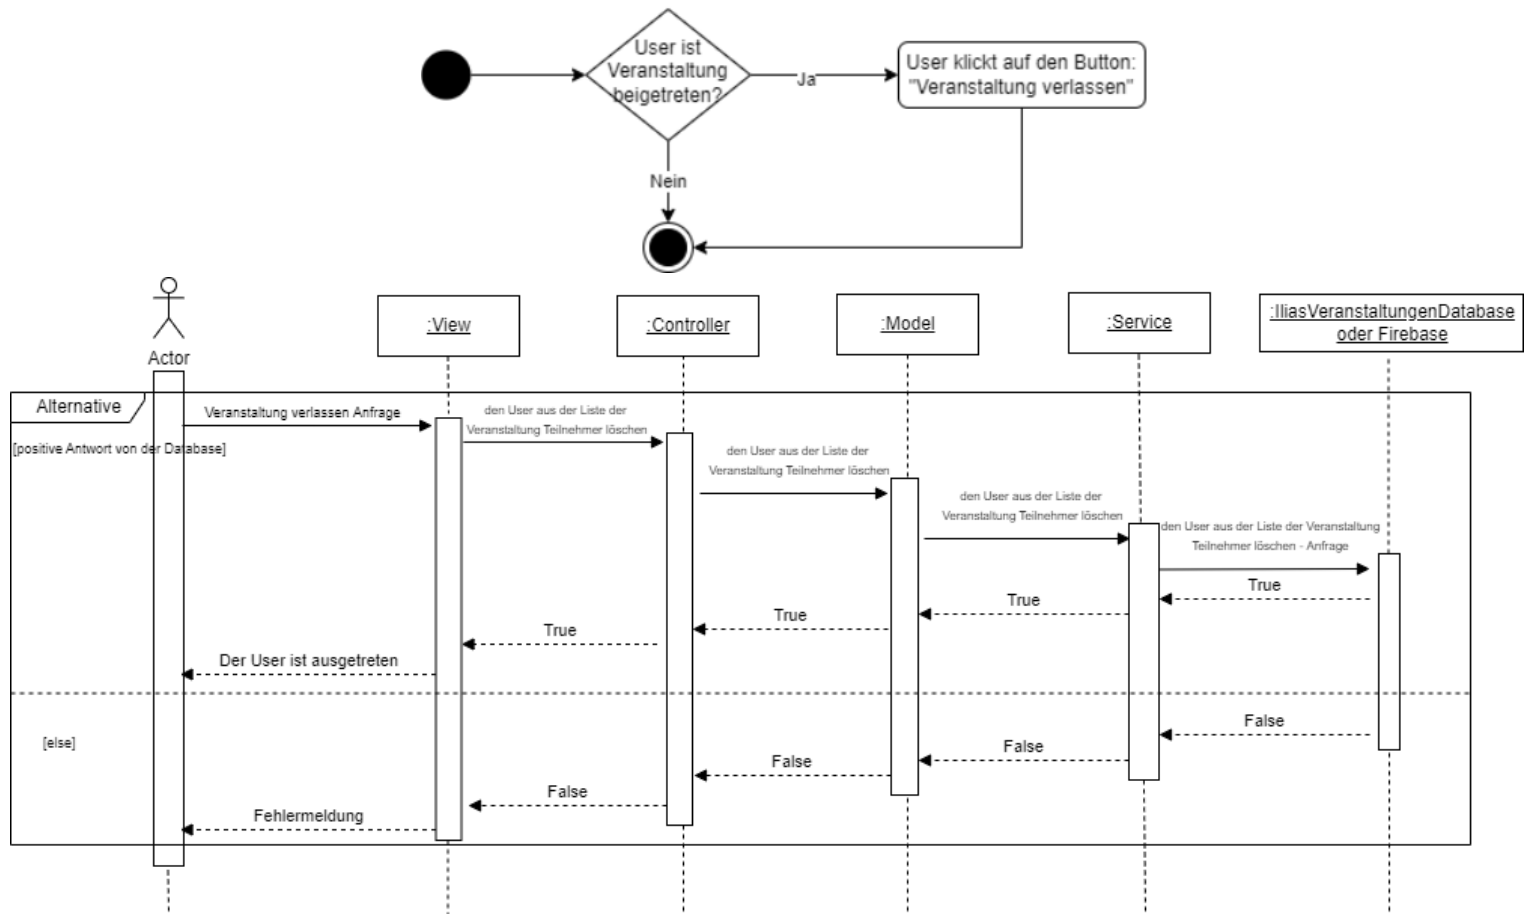 User ist
Veranstaltung
beigetreten?
Ja
User klickt auf den Button:
"Veranstaltung verlassen"
Nein
Actor
:View
:Controller
:Model
:Service
:IliasVeranstaltungenDatabase
oder Firebase
Alternative
[positive Antwort von der Database]
Veranstaltung verlassen Anfrage
den User aus der Liste der
Veranstaltung Teilnehmer löschen
den User aus der Liste der
Veranstaltung Teilnehmer löschen
den User aus der Liste der
Veranstaltung Teilnehmer löschen
den User aus der Liste der Veranstaltung
Teilnehmer löschen - Anfrage
True
True
True
True
Der User ist ausgetreten
[else]
False
False
False
False
Fehlermeldung